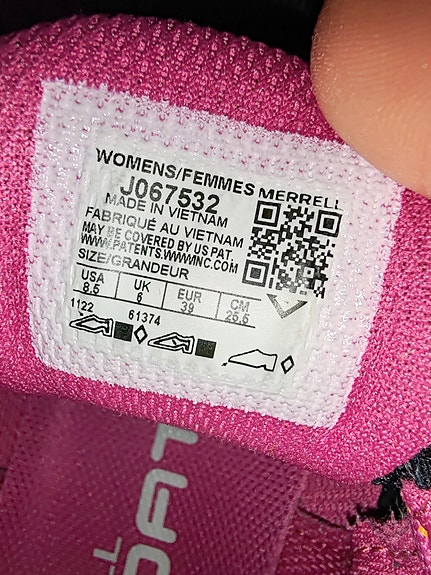 WOMENS/FEMMES MERRELL
J067532
MADE IN VIETNAM
FABRIQUÉ AU VIETNAM
MAY BE COVERED BY US PAT.
WWW.PATENTS.WWWINC.COM
SIZE/GRANDEUR
USA UK EUR CM
8.5 6 39 25.5
1122 61374